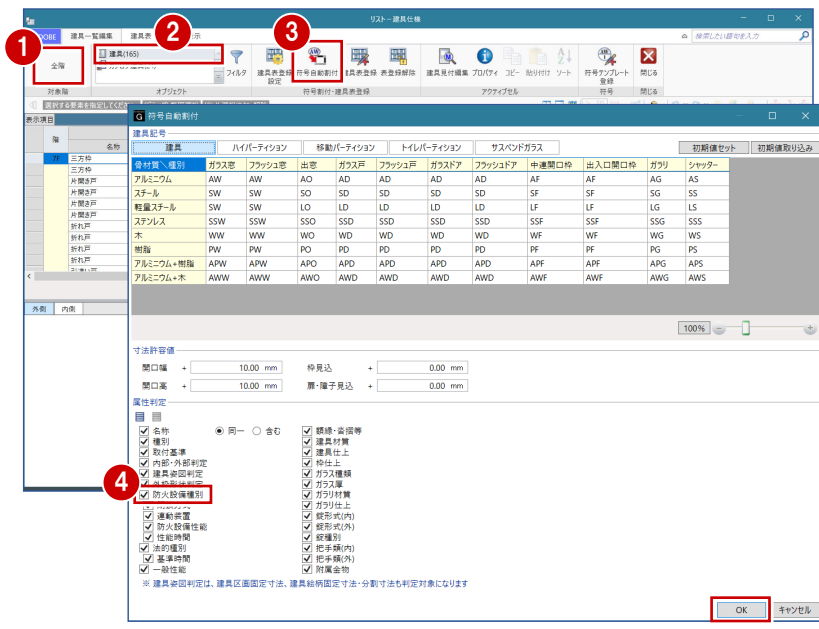 リスト－建具仕様
OBE 建具一覧編集 建具表 示
検索したい語句を入力
1 2 3
全階
建具(165)
フィルタ
建具表登録 設定
符号自動割付
建具表登録
表登録解除
建具見付編集
プロパティ
コピー
貼り付け
ソート
符号テンプレート 登録
閉じる
対象階 オブジェクト 符号割付・建具表登録 アクティブセル 符号 閉じる
選択する要素を指定してくださ
表示項目
階 名称
7F 三方枠
三方枠
片開き戸
片開き戸
片開き戸
片開き戸
折れ戸
折れ戸
折れ戸
折れ戸
外側 内側
符号自動割付
建具記号
建具 ハイパーティション 移動パーティション トイレパーティション サスペンドガラス 初期値セット 初期値取り込み
骨材質＼種別 ガラス窓 フラッシュ窓 出窓 ガラス戸 フラッシュ戸 ガラスドア フラッシュドア 中連開口枠 出入口開口枠 ガラリ シャッター
アルミニウム AW AW AO AD AD AD AD AF AF AG AS
スチール SW SW SO SD SD SD SD SF SF SG SS
軽量スチール SW SW LO LD LD LD LD LF LF LG LS
ステンレス SSW SSW SSO SSD SSD SSD SSD SSF SSF SSG SSS
木 WW WW WO WD WD WD WD WF WF WG WS
樹脂 PW PW PO PD PD PD PD PF PF PG PS
アルミニウム+樹脂 APW APW APO APD APD APD APD APF APF APG APS
アルミニウム+木 AWW AWW AWO AWD AWD AWD AWD AWF AWF AWG AWS
100%
寸法許容値
開口幅 + 10.00 mm 枠見込 + 0.00 mm
開口高 + 10.00 mm 扉・障子見込 + 0.00 mm
属性判定
名称 同一 含む 額縁・沓摺等
種別 建具材質
取付基準 建具仕上
内部・外部判定 枠仕上
建具姿図判定 ガラス種類
外枠形状判定 ガラス厚
4 防火設備種別 ガラリ材質
ガラリ仕上
連動装置 錠形式(内)
防火設備性能 錠形式(外)
性能時間 錠種別
法的種別 把手類(内)
基準時間 把手類(外)
一般性能 附属金物
※ 建具姿図判定は、建具区画固定寸法、建具絵柄固定寸法・分割寸法も判定対象になります
OK キャンセル